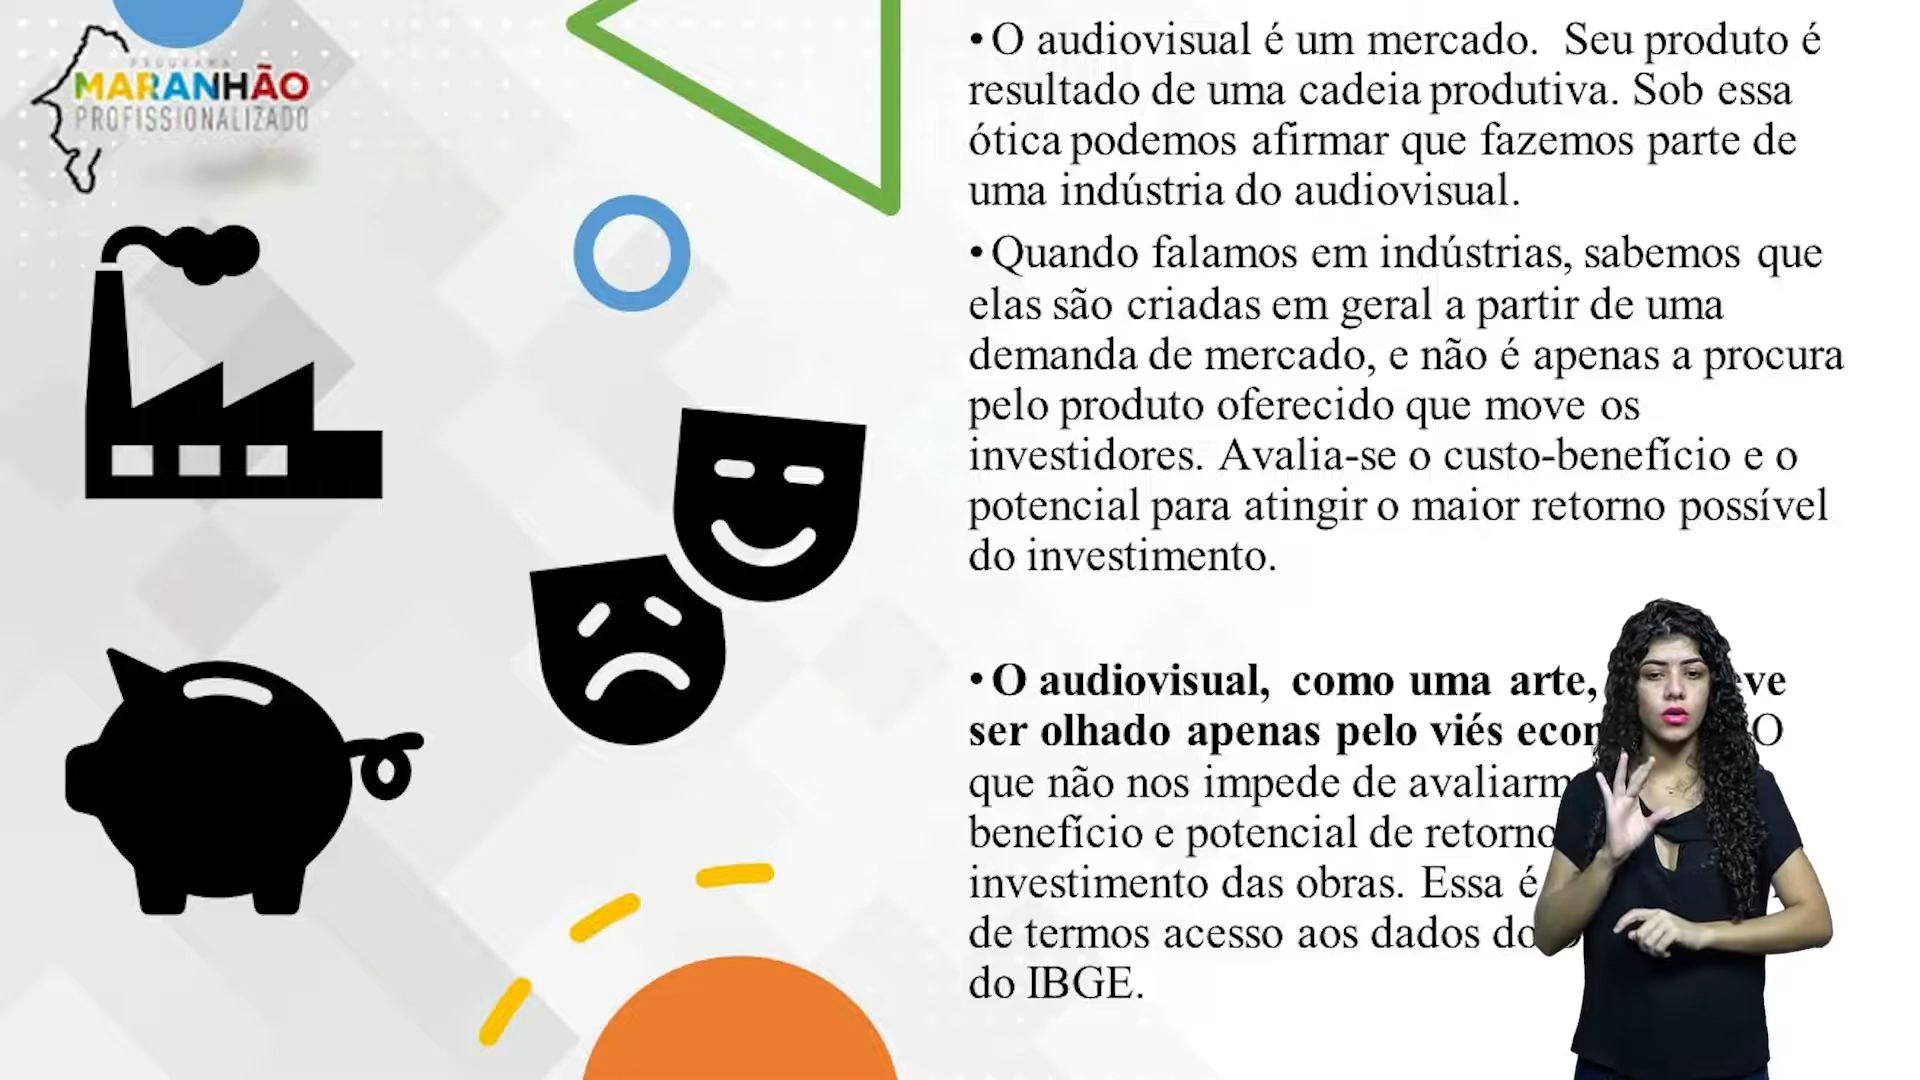 PROGRAMA
MARANHÃO
PROFISSIONALIZADO
• O audiovisual é um mercado. Seu produto é
resultado de uma cadeia produtiva. Sob essa
ótica podemos afirmar que fazemos parte de
uma indústria do audiovisual.
• Quando falamos em indústrias, sabemos que
elas são criadas em geral a partir de uma
demanda de mercado, e não é apenas a procura
pelo produto oferecido que move os
investidores. Avalia-se o custo-benefício e o
potencial para atingir o maior retorno possível
do investimento.
• O audiovisual, como uma arte,
ser olhado apenas pelo viés O
que não nos impede de
benefício e potencial de retorno
investimento das obras. Essa é
de termos acesso aos dados
do IBGE.